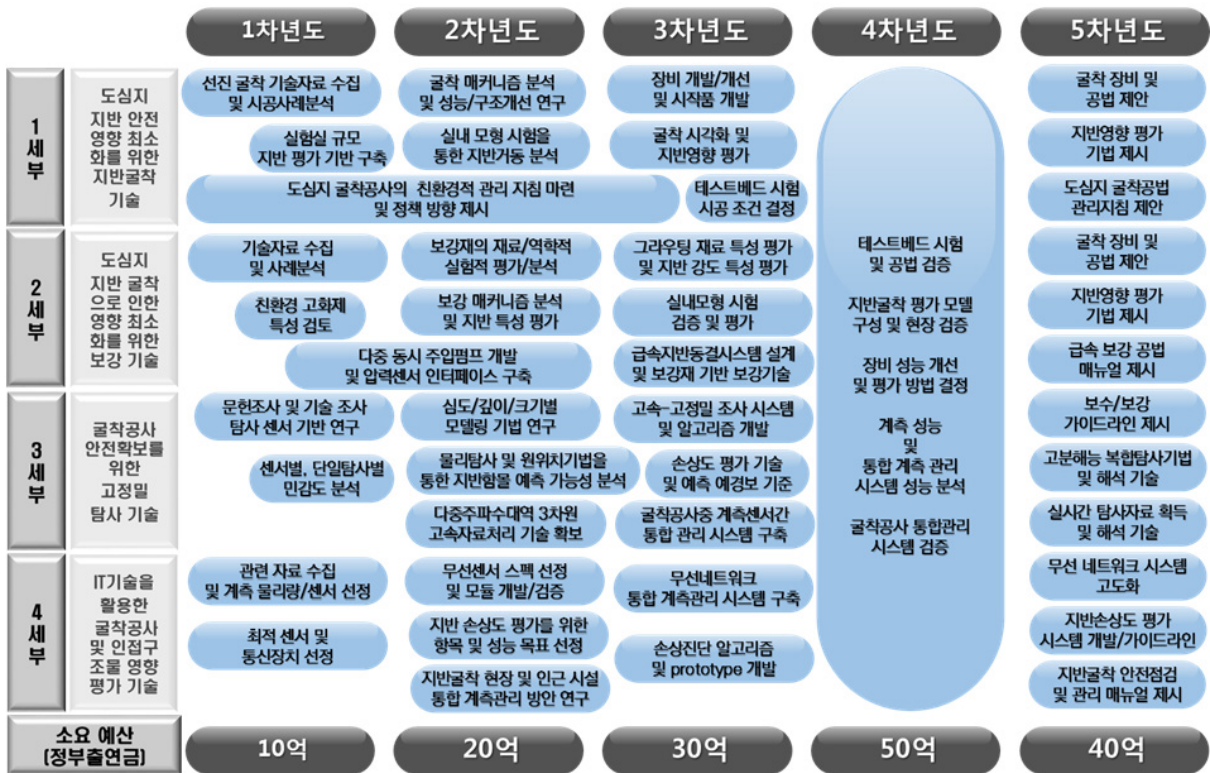 1차년도
2차년도
3차년도
4차년도
5차년도
1
세
부
도심지
지반 안전
영향 최소
화를 위한
지반굴착
기술
선진 굴착 기술자료 수집
및 시공사례분석
굴착 매커니즘 분석
및 성능/구조개선 연구
장비 개발/개선
및 시작품 개발
굴착 장비 및
공법 제안
실험실 규모
지반 평가 기반 구축
실내 모형 시험을
통한 지반거동 분석
굴착 시각화 및
지반영향 평가
지반영향 평가
기법 제시
도심지 굴착공사의 친환경적 관리 지침 마련
및 정책 방향 제시
테스트베드 시험
시공 조건 결정
도심지 굴착공법
관리지침 제안
2
세
부
도심지
지반 굴착
으로 인한
영향 최소
화를 위한
보강 기술
기술자료 수집
및 사례분석
보강재의 재료/역학적
실험적 평가/분석
그라우팅 재료 특성 평가
및 지반 강도 특성 평가
굴착 장비 및
공법 제안
친환경 고화제
특성 검토
보강 매커니즘 분석
및 지반 특성 평가
실내모형 시험
검증 및 평가
지반영향 평가
기법 제시
다중 동시 주입펌프 개발
및 압력센서 인터페이스 구축
급속지반동결시스템 설계
및 보강재 기반 보강기술
급속 보강 공법
매뉴얼 제시
테스트베드 시험
및 공법 검증
지반굴착 평가 모델
구성 및 현장 검증
장비 성능 개선
및 평가 방법 결정
계측 성능
및
통합 계측 관리
시스템 성능 분석
굴착공사 통합관리
시스템 검증
3
세
부
굴착공사
안전확보를
위한
고정밀
탐사 기술
문헌조사 및 기술 조사
탐사 센서 기반 연구
심도/깊이/크기별
모델링 기법 연구
고속-고정밀 조사 시스템
및 알고리즘 개발
보수/보강
가이드라인 제시
센서별, 단일탐사별
민감도 분석
물리탐사 및 원위치기법을
통한 지반함몰 예측 가능성 분석
손상도 평가 기술
및 예측 예경보 기준
고분해능 복합탐사기법
및 해석 기술
다중주파수대역 3차원
고속자료처리 기술 확보
굴착공사중 계측센서간
통합 관리 시스템 구축
실시간 탐사자료 획득
및 해석 기술
4
세
부
IT기술을
활용한
굴착공사
및 인접구
조물 영향
평가 기술
관련 자료 수집
및 계측 물리량/센서 선정
무선센서 스펙 선정
및 모듈 개발/검증
무선네트워크
통합 계측관리 시스템 구축
무선 네트워크 시스템
고도화
최적 센서 및
통신장치 선정
지반 손상도 평가를 위한
항목 및 성능 목표 선정
손상진단 알고리즘
및 prototype 개발
지반손상도 평가
시스템 개발/가이드라인
지반굴착 현장 및 인근 시설
통합 계측관리 방안 연구
지반굴착 안전점검
및 관리 매뉴얼 제시
소요 예산
(정부출연금)
10억
20억
30억
50억
40억